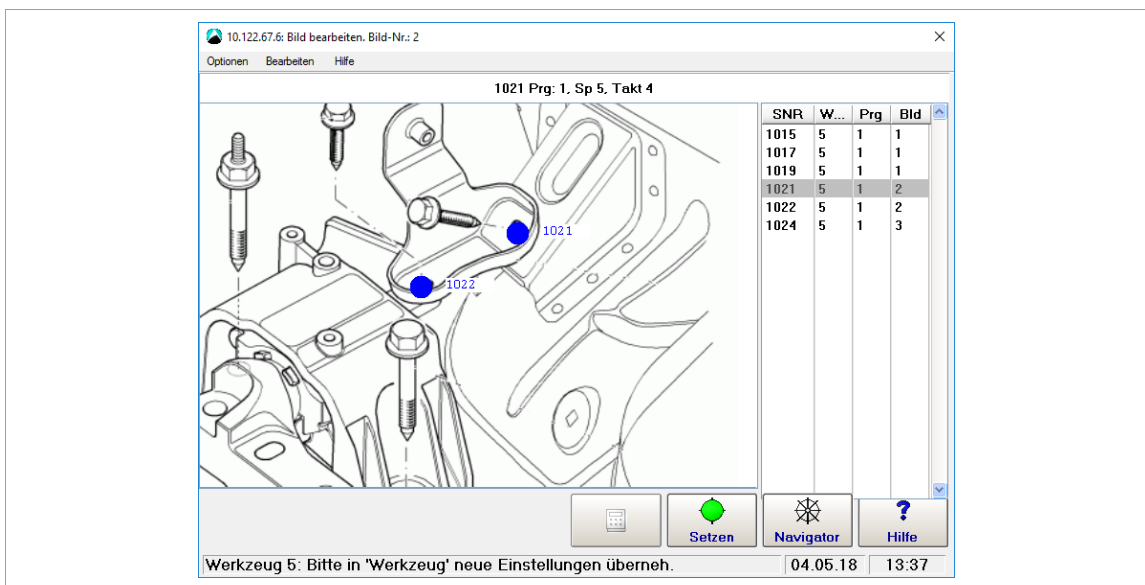 10.122.67.6: Bild bearbeiten. Bild-Nr.: 2
Optionen Bearbeiten Hilfe
1021 Prg: 1, Sp 5, Takt 4
SNR W... Prg Bld
1015 5 1 1
1017 5 1 1
1019 5 1 1
1021 5 1 2
1022 5 1 2
1024 5 1 3
1021
1022
Setzen Navigator ? Hilfe
Werkzeug 5: Bitte in 'Werkzeug' neue Einstellungen überneh. 04.05.18 13:37